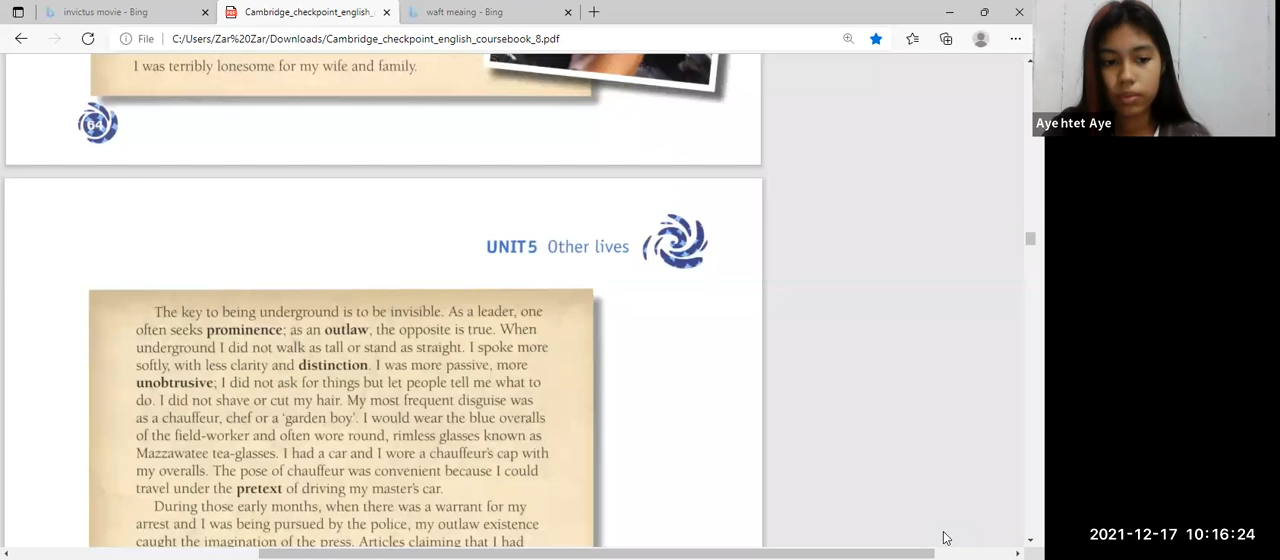 invictus movie - Bing
Cambridge_checkpoint_english_
waft meaing - Bing
File
C:/Users/Zar%20Zar/Downloads/Cambridge_checkpoint_english_coursebook_8.pdf
I was terribly lonesome for my wife and family.
64
Aye htet Aye
UNIT 5 Other lives
The key to being underground is to be invisible. As a leader, one
often seeks prominence; as an outlaw, the opposite is true. When
underground I did not walk as tall or stand as straight. I spoke more
softly, with less clarity and distinction. I was more passive, more
unobtrusive; I did not ask for things but let people tell me what to
do. I did not shave or cut my hair. My most frequent disguise was
as a chauffeur, chef or a ‘garden boy’. I would wear the blue overalls
of the field-worker and often wore round, rimless glasses known as
Mazzawatee tea-glasses. I had a car and I wore a chauffeur’s cap with
my overalls. The pose of chauffeur was convenient because I could
travel under the pretext of driving my master’s car.
During those early months, when there was a warrant for my
arrest and I was being pursued by the police, my outlaw existence
caught the imagination of the press. Articles claiming that I had
2021-12-17 10:16:24